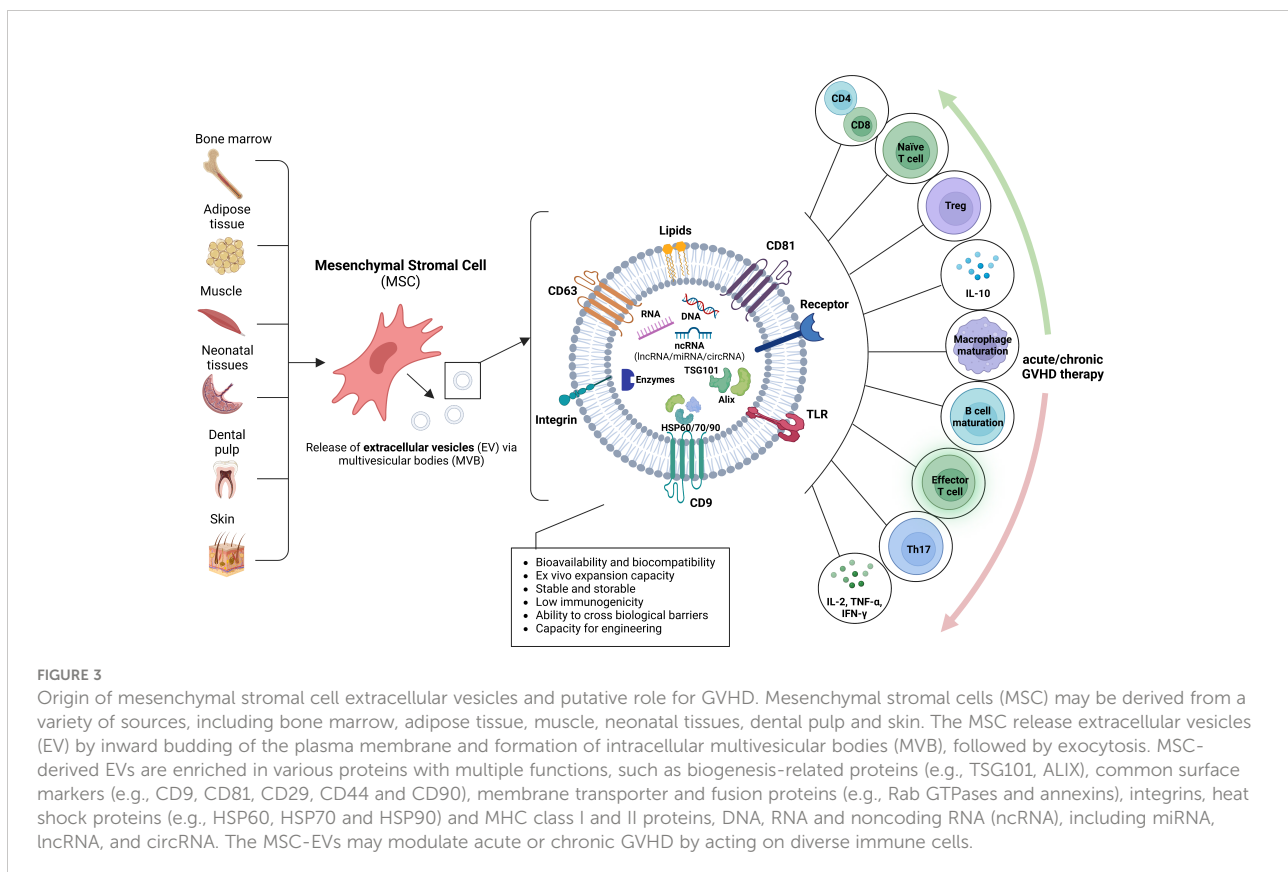 Bone marrow
Adipose
tissue
Muscle
Neonatal
tissues
Dental
pulp
Skin
Mesenchymal Stromal Cell
(MSC)
Release of extracellular vesicles (EV) via
multivesicular bodies (MVB)
Lipids
CD81
CD63
Receptor
RNA
DNA
ncRNA
(lncRNA/miRNA/circRNA)
TSG101
Enzymes
Alix
Integrin
TLR
HSP60/70/90
CD9
• Bioavailability and biocompatibility
• Ex vivo expansion capacity
• Stable and storable
• Low immunogenicity
• Ability to cross biological barriers
• Capacity for engineering
CD4
CD8
Naïve
T cell
Treg
IL-10
Macrophage
maturation
acute/chronic
GVHD therapy
B cell
maturation
Effector
T cell
Th17
IL-2, TNF-α,
IFN-γ
FIGURE 3
Origin of mesenchymal stromal cell extracellular vesicles and putative role for GVHD. Mesenchymal stromal cells (MSC) may be derived from a
variety of sources, including bone marrow, adipose tissue, muscle, neonatal tissues, dental pulp and skin. The MSC release extracellular vesicles
(EV) by inward budding of the plasma membrane and formation of intracellular multivesicular bodies (MVB), followed by exocytosis. MSC-
derived EVs are enriched in various proteins with multiple functions, such as biogenesis-related proteins (e.g., TSG101, ALIX), common surface
markers (e.g., CD9, CD81, CD29, CD44 and CD90), membrane transporter and fusion proteins (e.g., Rab GTPases and annexins), integrins, heat
shock proteins (e.g., HSP60, HSP70 and HSP90) and MHC class I and II proteins, DNA, RNA and noncoding RNA (ncRNA), including miRNA,
lncRNA, and circRNA. The MSC-EVs may modulate acute or chronic GVHD by acting on diverse immune cells.